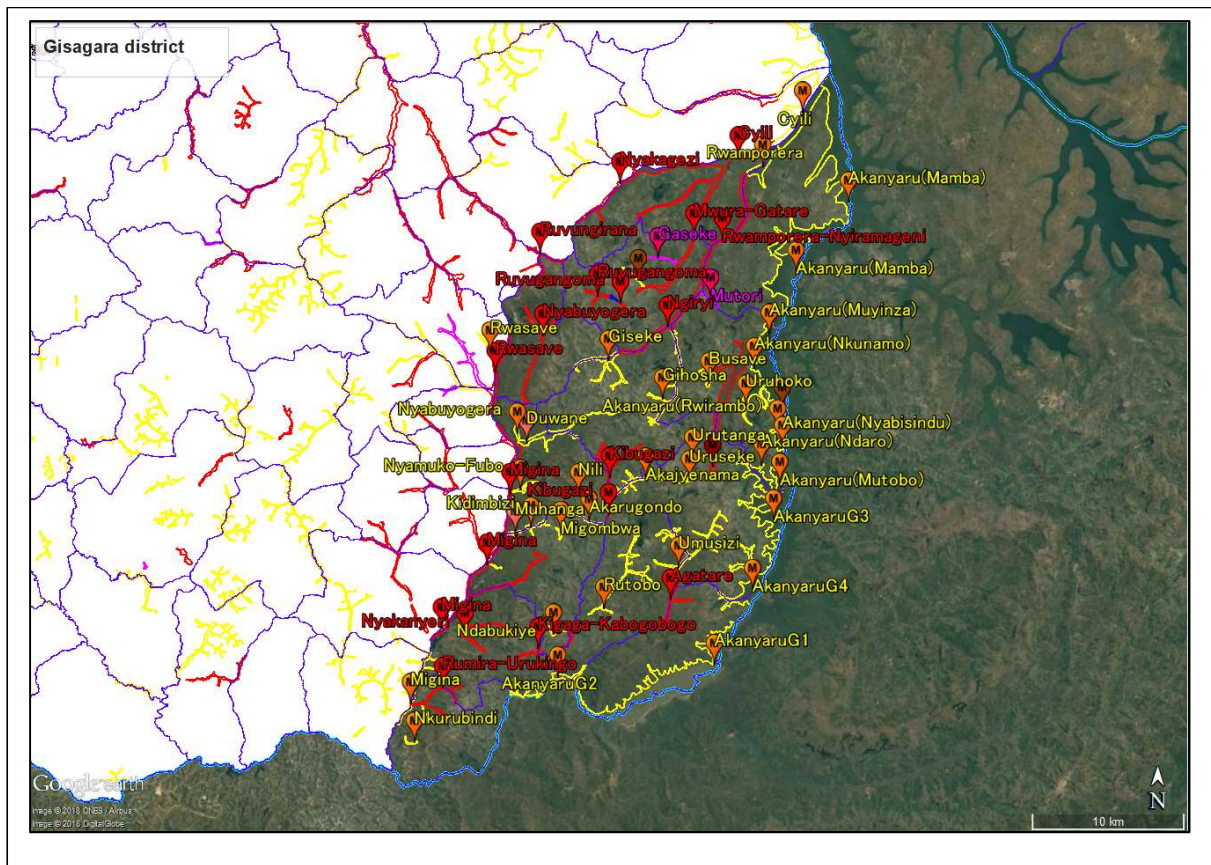 Gisagara district
Cyili
Cyili
Rwamporera
Nyakagezi
Akanyaru(Mamba)
Mwura-Gatare
Ruvungirana
Gaseke
Rwamporera-Nyiramageni
Akanyaru(Mamba)
Ruvugangoma
Ruvugangoma
Mutori
Nyabuyogera
Ngiryi
Akanyaru(Muyinza)
Rwasave
Giseke
Akanyaru(Nkunamo)
Rwasave
Busave
Gihosha
Uruhoko
Nyabuyogera
Duwane
Akanyaru(Rwirambo)
Akanyaru(Nyabisindu)
Urutanga
Akanyaru(Ndaro)
Nyamuko-Fubo
Migina
Nili
Kibugazi
Uruseke
Akajyenama
Akanyaru(Mutobo)
Kibugazi
Kidimbizi
Muhanga
Akarugondo
AkanyaruG3
Migombwa
Migina
Umusizi
Rutobo
Agatare
AkanyaruG4
Migina
Nyakariyeri
Ndabukiye
Kigaga-Kabogobogo
AkanyaruG1
Rumira-Urukingo
Migina
AkanyaruG2
Nkurubindi
Google earth
Image © 2018 CNES / Airbus
Image © 2018 DigitalGlobe
N
10 km